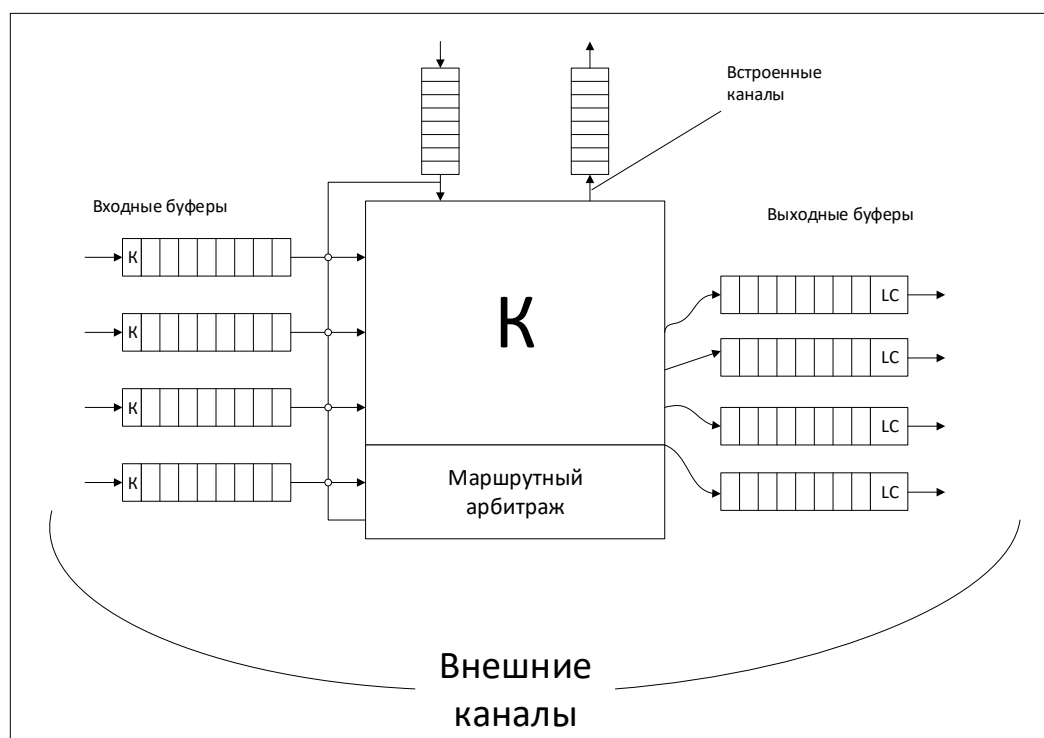 Встроенные
каналы
Входные буферы
Выходные буферы
К
К
LC
К
LC
К
LC
К
LC
Маршрутный
арбитраж
К
Внешние
каналы